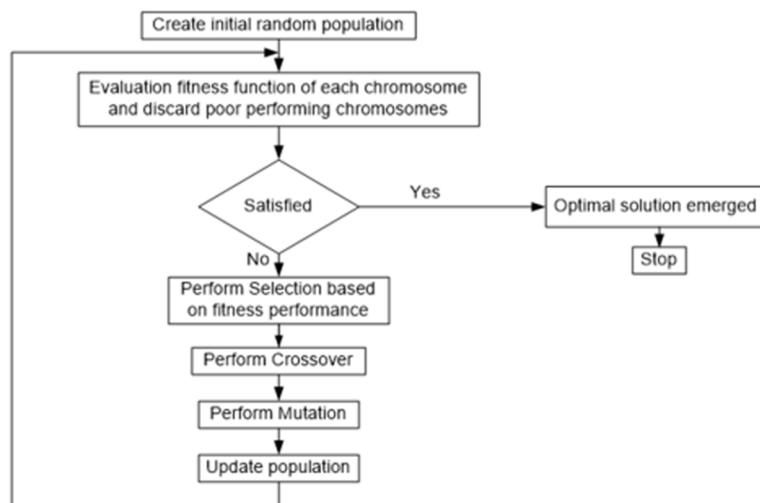 Create initial random population
Evaluation fitness function of each chromosome
and discard poor performing chromosomes
Satisfied
Yes
Optimal solution emerged
Stop
No
Perform Selection based
on fitness performance
Perform Crossover
Perform Mutation
Update population